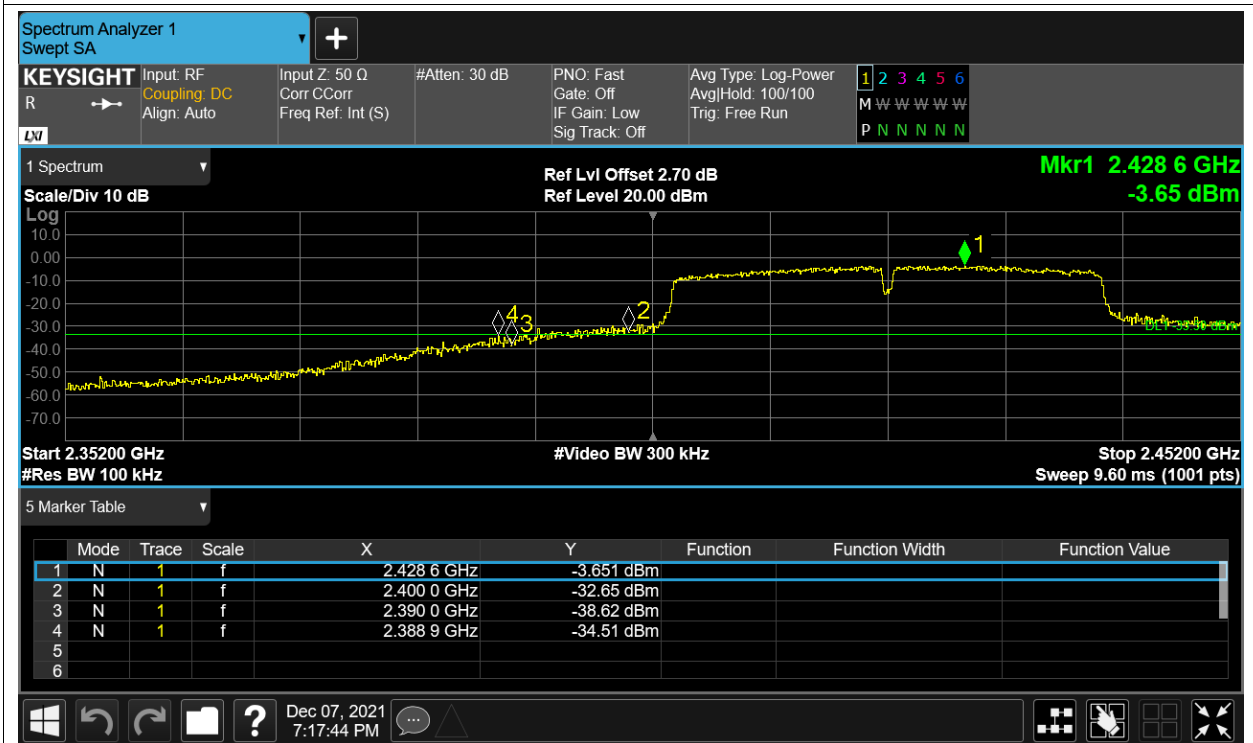 Spectrum Analyzer 1
Swept SA
KEYSIGHT
R
LXI
Input: RF
Coupling: DC
Align: Auto
Input Z: 50 Ω
Corr CCorr
Freq Ref: Int (S)
#Atten: 30 dB
PNO: Fast
Gate: Off
IF Gain: Low
Sig Track: Off
Avg Type: Log-Power
Avg|Hold: 100/100
Trig: Free Run
1 2 3 4 5 6
M W W W W W
P N N N N N
1 Spectrum
Scale/Div 10 dB
Ref Lvl Offset 2.70 dB
Ref Level 20.00 dBm
Mkr1 2.428 6 GHz
-3.65 dBm
Log
10.0
0.00
-10.0
-20.0
-30.0
-40.0
-50.0
-60.0
-70.0
1
2
4
3
Start 2.35200 GHz
#Video BW 300 kHz
Stop 2.45200 GHz
#Res BW 100 kHz
Sweep 9.60 ms (1001 pts)
5 Marker Table
Mode Trace Scale X Y Function Function Width Function Value
1 N 1 f 2.428 6 GHz -3.651 dBm
2 N 1 f 2.400 0 GHz -32.65 dBm
3 N 1 f 2.390 0 GHz -38.62 dBm
4 N 1 f 2.388 9 GHz -34.51 dBm
5
6
?
Dec 07, 2021
7:17:44 PM